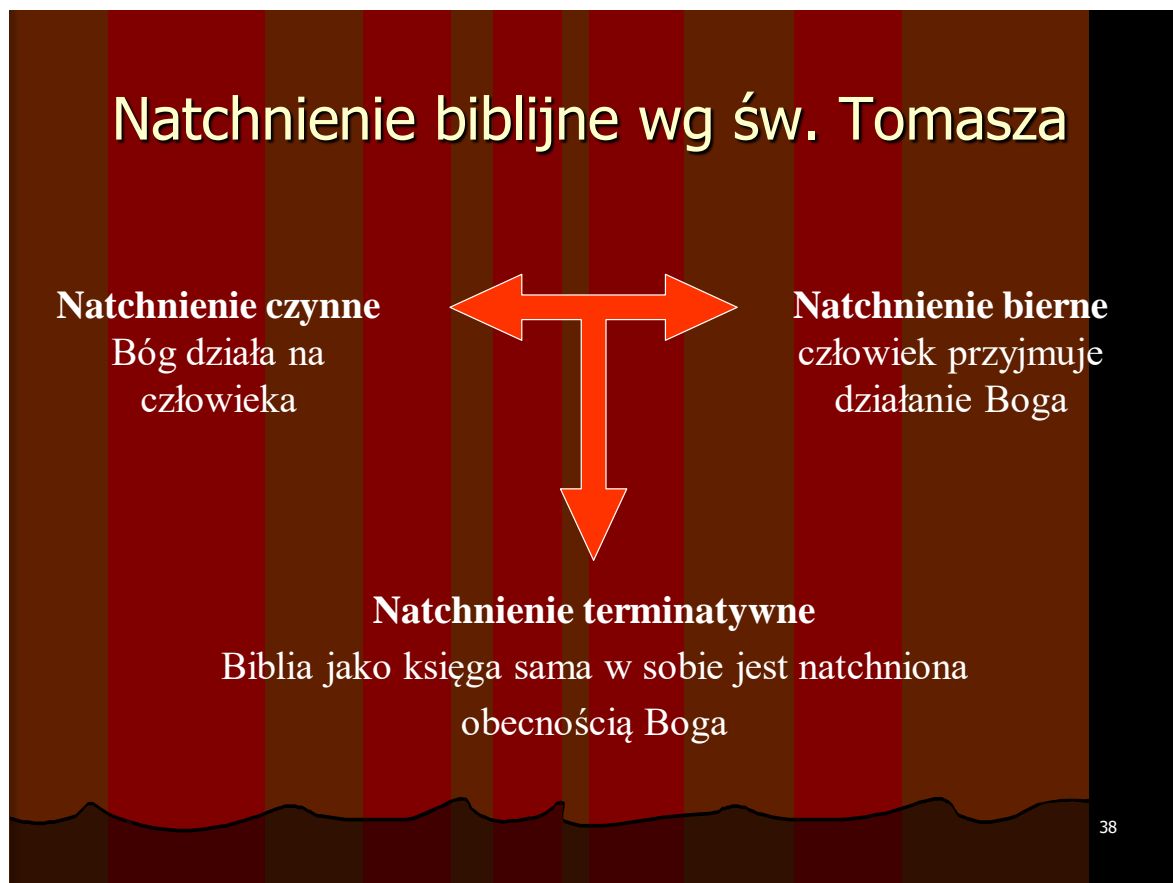 Natchnienie biblijne wg św. Tomasza
Natchnienie czynne
Bóg działa na
człowieka
Natchnienie bierne
człowiek przyjmuje
działanie Boga
Natchnienie terminatywne
Biblia jako księga sama w sobie jest natchniona
obecnością Boga
38